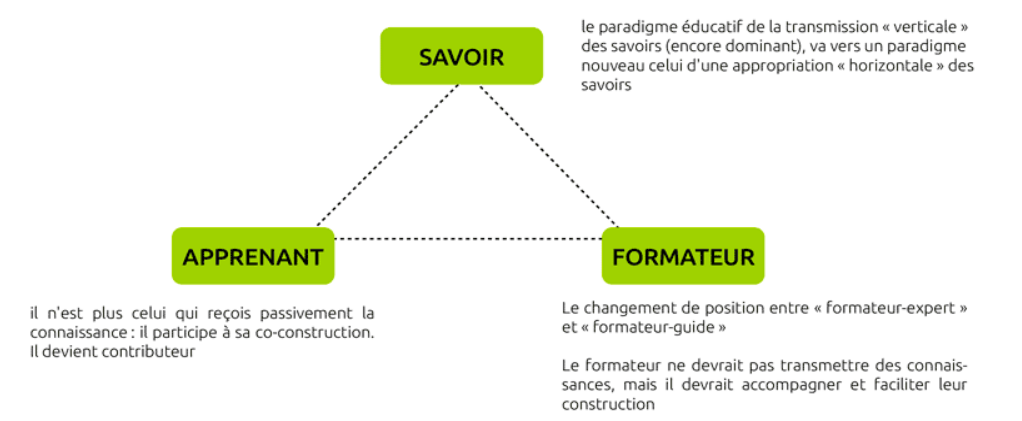 SAVOIR
le paradigme éducatif de la transmission « verticale »
des savoirs (encore dominant), va vers un paradigme
nouveau celui d'une appropriation « horizontale » des
savoirs
APPRENANT
il n'est plus celui qui reçois passivement la
connaissance : il participe à sa co-construction.
Il devient contributeur
FORMATEUR
Le changement de position entre « formateur-expert »
et « formateur-guide »
Le formateur ne devrait pas transmettre des connais-
sances, mais il devrait accompagner et faciliter leur
construction